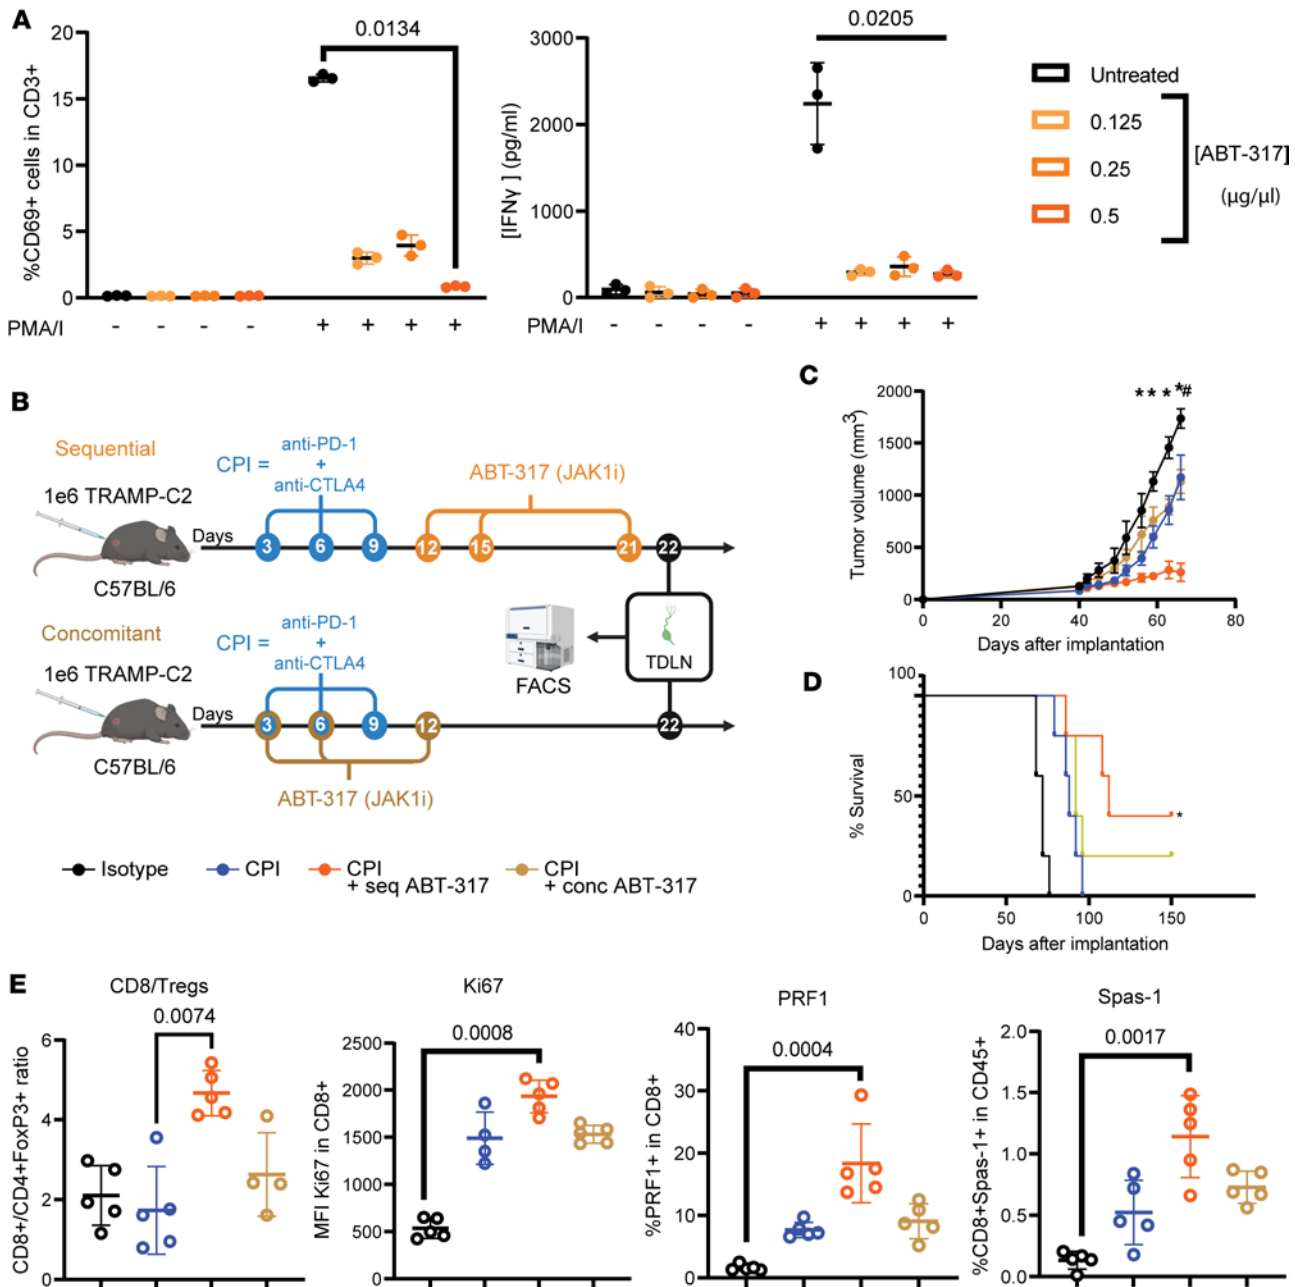 A
%CD69+ cells in CD3+
20
15
10
5
0
0.0134
PMA/I
- - - - + + + +
[IFNγ ] (pg/ml)
3000
2000
1000
0
0.0205
PMA/I
- - - - + + + +
Untreated
0.125
0.25
0.5
[ABT-317]
(µg/µl)
B
Sequential
1e6 TRAMP-C2
C57BL/6
Days
CPI =
anti-PD-1
+
anti-CTLA4
ABT-317 (JAK1i)
3 6 9 12 15 21 22
TDLN
FACS
Concomitant
1e6 TRAMP-C2
C57BL/6
Days
CPI =
anti-PD-1
+
anti-CTLA4
3 6 9 12 22
ABT-317 (JAK1i)
Isotype
CPI
CPI
+ seq ABT-317
CPI
+ conc ABT-317
C
Tumor volume (mm3)
2000
1500
1000
500
0
** * *#
0 20 40 60 80
Days after implantation
D
% Survival
100
50
0
*
0 50 100 150
Days after implantation
E
CD8/Tregs
0.0074
CD8+/CD4+FoxP3+ ratio
6
4
2
0
Ki67
0.0008
MFI Ki67 in CD8+
2500
2000
1500
1000
500
0
PRF1
0.0004
%PRF1+ in CD8+
40
30
20
10
0
Spas-1
0.0017
%CD8+Spas-1+ in CD45+
2.0
1.5
1.0
0.5
0.0